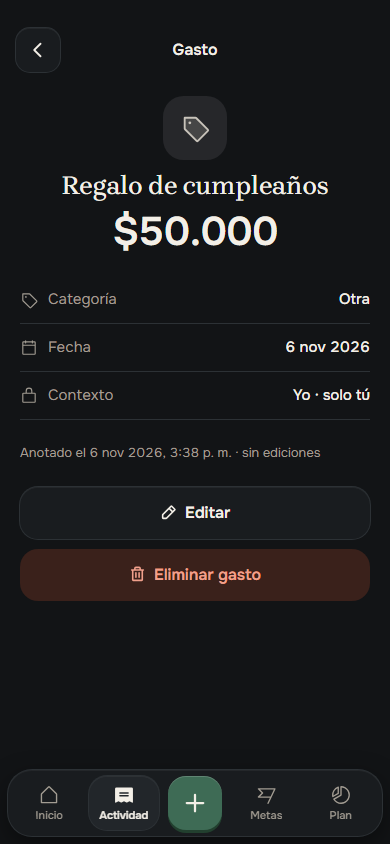 Gasto
Regalo de cumpleaños
$50.000
Categoría Otra
Fecha 6 nov 2026
Contexto Yo · solo tú
Anotado el 6 nov 2026, 3:38 p. m. · sin ediciones
Editar
Eliminar gasto
Inicio Actividad Metas Plan